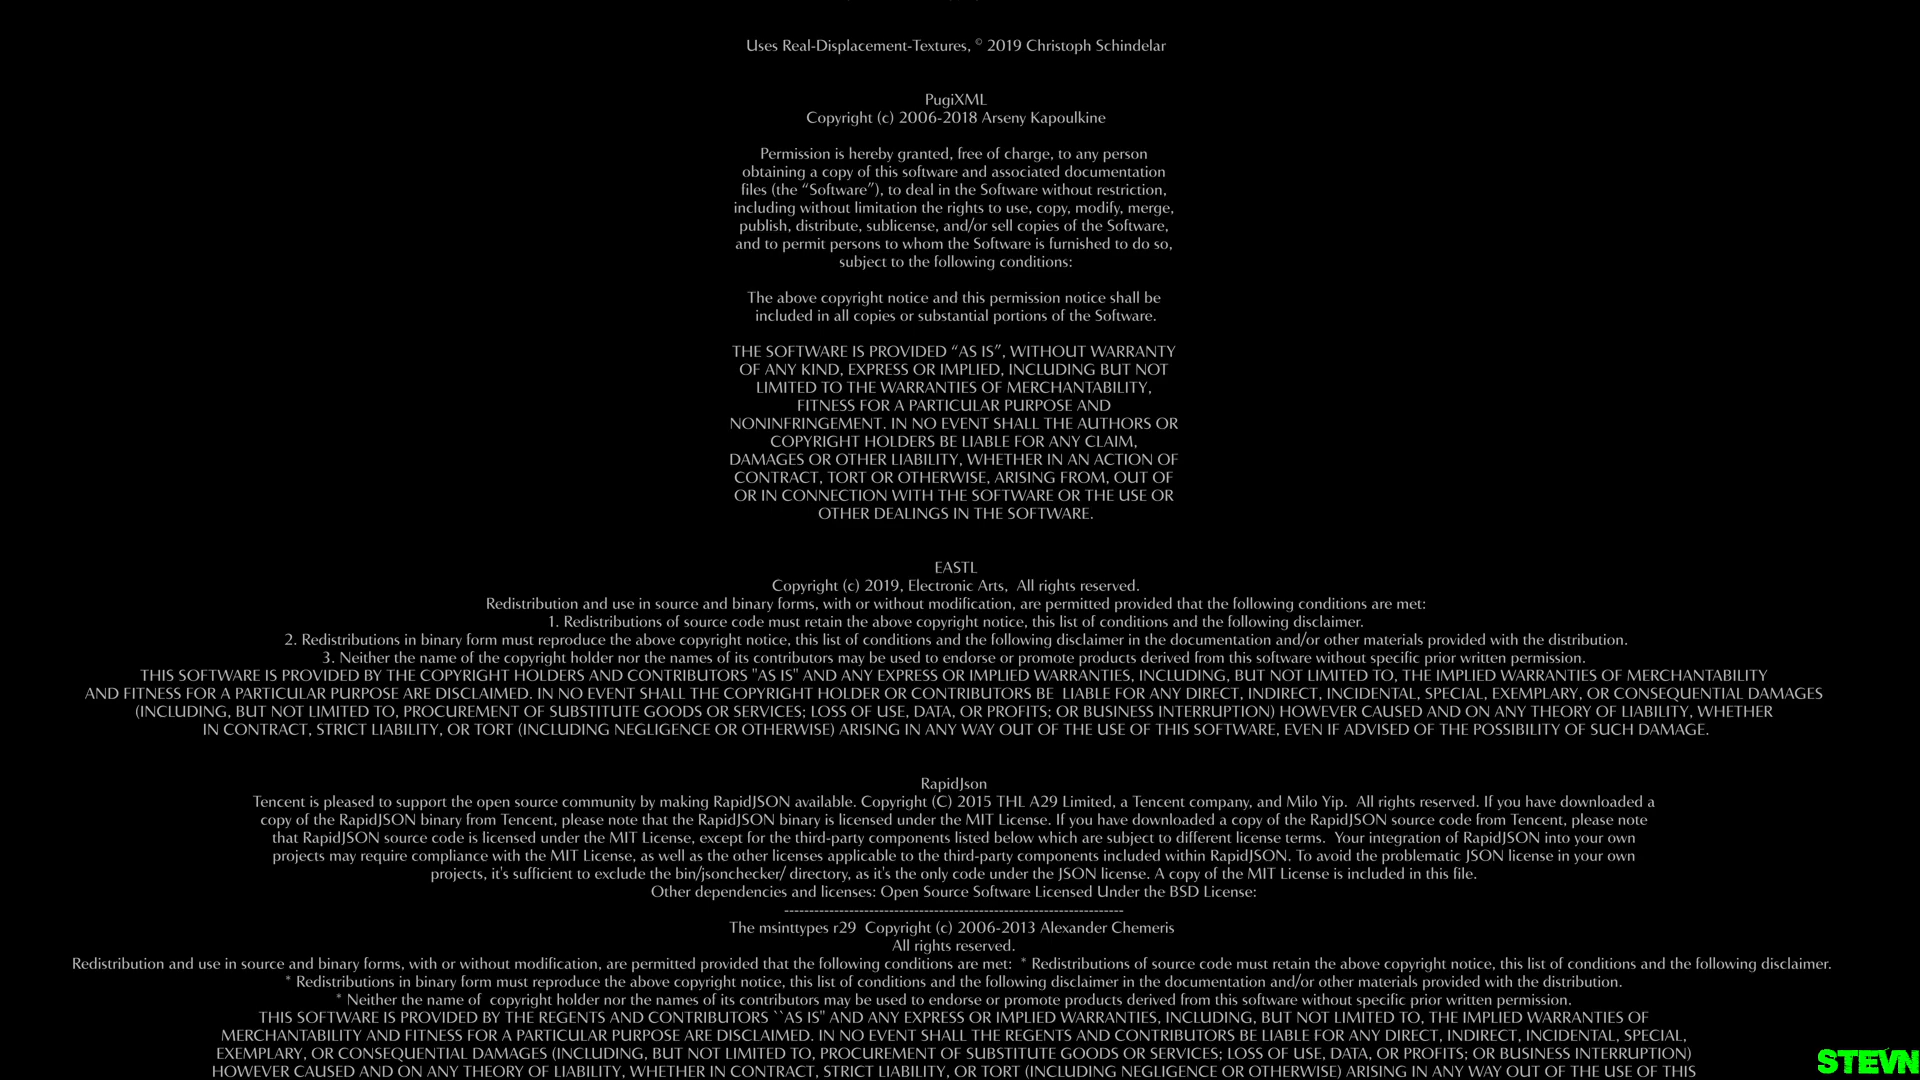 Uses Real-Displacement-Textures, © 2019 Christoph Schindelar
PugiXML
Copyright (c) 2006-2018 Arseny Kapoulkine
Permission is hereby granted, free of charge, to any person
obtaining a copy of this software and associated documentation
files (the “Software”), to deal in the Software without restriction,
including without limitation the rights to use, copy, modify, merge,
publish, distribute, sublicense, and/or sell copies of the Software,
and to permit persons to whom the Software is furnished to do so,
subject to the following conditions:
The above copyright notice and this permission notice shall be
included in all copies or substantial portions of the Software.
THE SOFTWARE IS PROVIDED “AS IS”, WITHOUT WARRANTY
OF ANY KIND, EXPRESS OR IMPLIED, INCLUDING BUT NOT
LIMITED TO THE WARRANTIES OF MERCHANTABILITY,
FITNESS FOR A PARTICULAR PURPOSE AND
NONINFRINGEMENT. IN NO EVENT SHALL THE AUTHORS OR
COPYRIGHT HOLDERS BE LIABLE FOR ANY CLAIM,
DAMAGES OR OTHER LIABILITY, WHETHER IN AN ACTION OF
CONTRACT, TORT OR OTHERWISE, ARISING FROM, OUT OF
OR IN CONNECTION WITH THE SOFTWARE OR THE USE OR
OTHER DEALINGS IN THE SOFTWARE.
EASTL
Copyright (c) 2019, Electronic Arts,  All rights reserved.
Redistribution and use in source and binary forms, with or without modification, are permitted provided that the following conditions are met:
1. Redistributions of source code must retain the above copyright notice, this list of conditions and the following disclaimer.
2. Redistributions in binary form must reproduce the above copyright notice, this list of conditions and the following disclaimer in the documentation and/or other materials provided with the distribution.
3. Neither the name of the copyright holder nor the names of its contributors may be used to endorse or promote products derived from this software without specific prior written permission.
THIS SOFTWARE IS PROVIDED BY THE COPYRIGHT HOLDERS AND CONTRIBUTORS "AS IS" AND ANY EXPRESS OR IMPLIED WARRANTIES, INCLUDING, BUT NOT LIMITED TO, THE IMPLIED WARRANTIES OF MERCHANTABILITY
AND FITNESS FOR A PARTICULAR PURPOSE ARE DISCLAIMED. IN NO EVENT SHALL THE COPYRIGHT HOLDER OR CONTRIBUTORS BE  LIABLE FOR ANY DIRECT, INDIRECT, INCIDENTAL, SPECIAL, EXEMPLARY, OR CONSEQUENTIAL DAMAGES
(INCLUDING, BUT NOT LIMITED TO, PROCUREMENT OF SUBSTITUTE GOODS OR SERVICES; LOSS OF USE, DATA, OR PROFITS; OR BUSINESS INTERRUPTION) HOWEVER CAUSED AND ON ANY THEORY OF LIABILITY, WHETHER
IN CONTRACT, STRICT LIABILITY, OR TORT (INCLUDING NEGLIGENCE OR OTHERWISE) ARISING IN ANY WAY OUT OF THE USE OF THIS SOFTWARE, EVEN IF ADVISED OF THE POSSIBILITY OF SUCH DAMAGE.
RapidJson
Tencent is pleased to support the open source community by making RapidJSON available. Copyright (C) 2015 THL A29 Limited, a Tencent company, and Milo Yip.  All rights reserved. If you have downloaded a
copy of the RapidJSON binary from Tencent, please note that the RapidJSON binary is licensed under the MIT License. If you have downloaded a copy of the RapidJSON source code from Tencent, please note
that RapidJSON source code is licensed under the MIT License, except for the third-party components listed below which are subject to different license terms.  Your integration of RapidJSON into your own
projects may require compliance with the MIT License, as well as the other licenses applicable to the third-party components included within RapidJSON. To avoid the problematic JSON license in your own
projects, it's sufficient to exclude the bin/jsonchecker/ directory, as it's the only code under the JSON license. A copy of the MIT License is included in this file.
Other dependencies and licenses: Open Source Software Licensed Under the BSD License:
--------------------------------------------------------------------
The msinttypes r29  Copyright (c) 2006-2013 Alexander Chemeris
All rights reserved.
Redistribution and use in source and binary forms, with or without modification, are permitted provided that the following conditions are met:  * Redistributions of source code must retain the above copyright notice, this list of conditions and the following disclaimer.
* Redistributions in binary form must reproduce the above copyright notice, this list of conditions and the following disclaimer in the documentation and/or other materials provided with the distribution.
* Neither the name of  copyright holder nor the names of its contributors may be used to endorse or promote products derived from this software without specific prior written permission.
THIS SOFTWARE IS PROVIDED BY THE REGENTS AND CONTRIBUTORS ``AS IS" AND ANY EXPRESS OR IMPLIED WARRANTIES, INCLUDING, BUT NOT LIMITED TO, THE IMPLIED WARRANTIES OF
MERCHANTABILITY AND FITNESS FOR A PARTICULAR PURPOSE ARE DISCLAIMED. IN NO EVENT SHALL THE REGENTS AND CONTRIBUTORS BE LIABLE FOR ANY DIRECT, INDIRECT, INCIDENTAL, SPECIAL,
EXEMPLARY, OR CONSEQUENTIAL DAMAGES (INCLUDING, BUT NOT LIMITED TO, PROCUREMENT OF SUBSTITUTE GOODS OR SERVICES; LOSS OF USE, DATA, OR PROFITS; OR BUSINESS INTERRUPTION)
HOWEVER CAUSED AND ON ANY THEORY OF LIABILITY, WHETHER IN CONTRACT, STRICT LIABILITY, OR TORT (INCLUDING NEGLIGENCE OR OTHERWISE) ARISING IN ANY WAY OUT OF THE USE OF THIS
STEVN